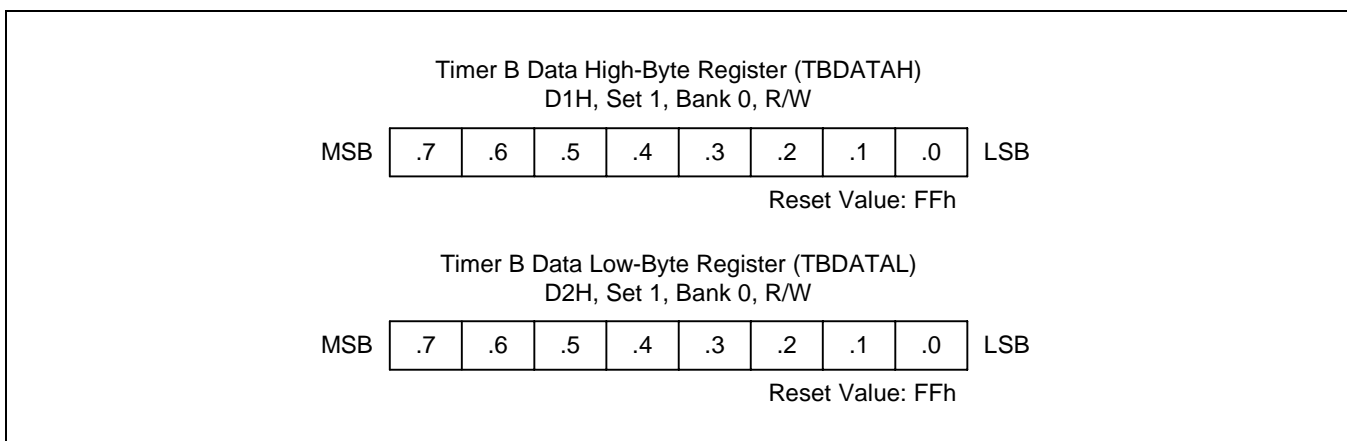 Timer B Data High-Byte Register (TBDATAH)
D1H, Set 1, Bank 0, R/W
MSB .7 .6 .5 .4 .3 .2 .1 .0 LSB
Reset Value: FFh
Timer B Data Low-Byte Register (TBDATAL)
D2H, Set 1, Bank 0, R/W
MSB .7 .6 .5 .4 .3 .2 .1 .0 LSB
Reset Value: FFh